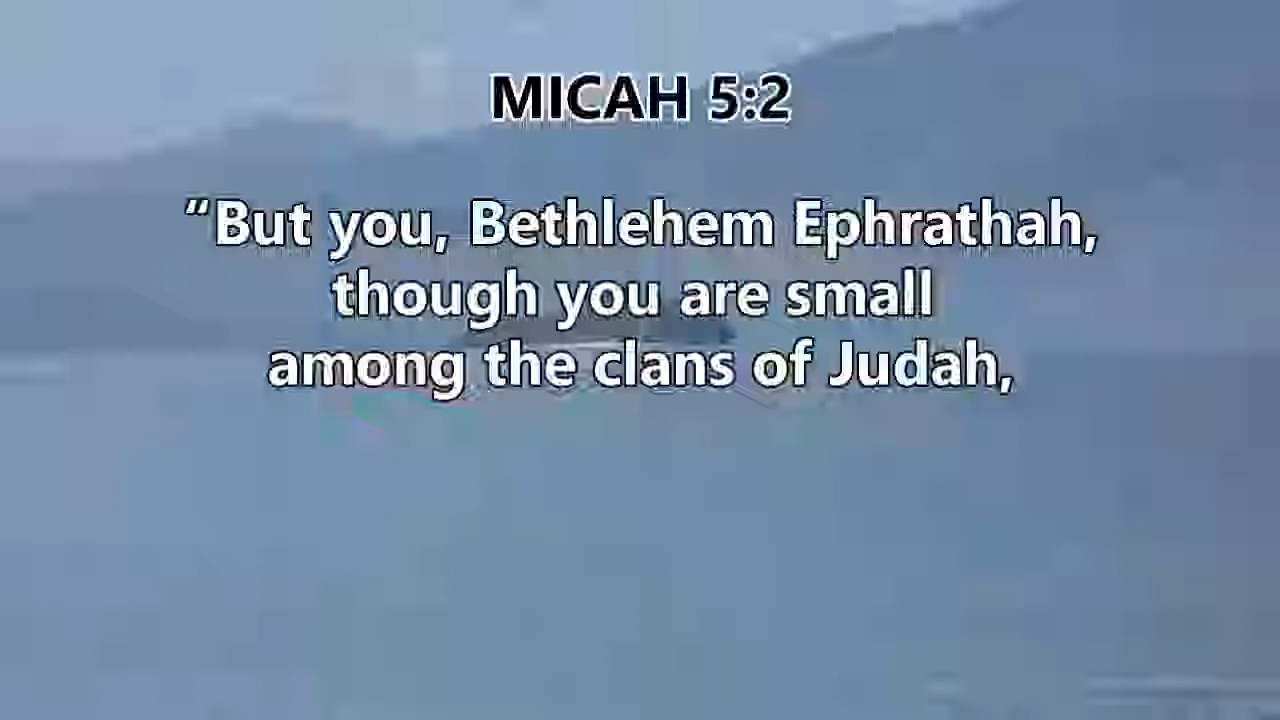 MICAH 5:2
“But you, Bethlehem Ephrathah,
though you are small
among the clans of Judah,